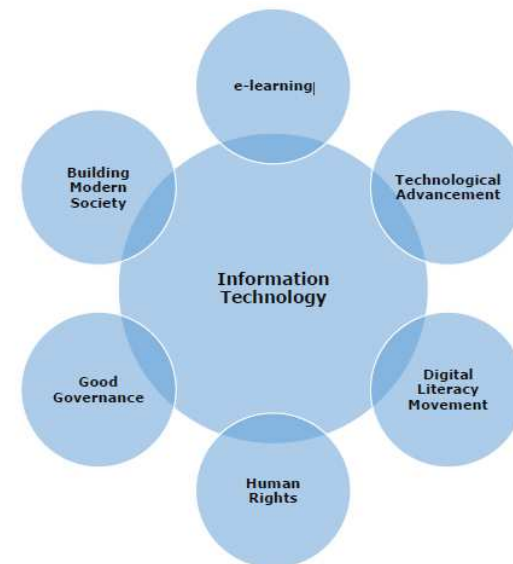 e-learning
Building
Modern
Society
Technological
Advancement
Information
Technology
Good
Governance
Digital
Literacy
Movement
Human
Rights